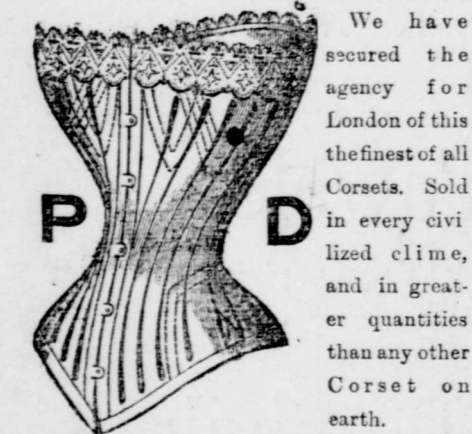 P D
We have
secured the
agency for
London of this
the finest of all
Corsets. Sold
in every civi
lized clime,
and in great-
er quantities
than any other
Corset on
earth.